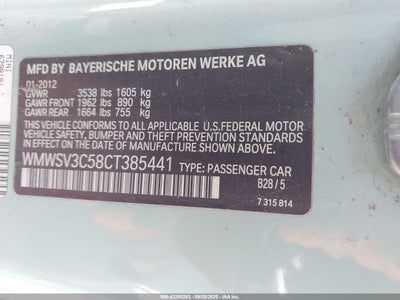 MFD BY BAYERISCHE MOTOREN WERKE AG
01-2012
GVWR 3538 lbs 1605 kg
GAWR FRONT 1962 lbs 890 kg
GAWR REAR 1664 lbs 755 kg
THIS VEHICLE CONFORMS TO ALL APPLICABLE U.S.FEDERAL MOTOR
VEHICLE SAFETY, BUMPER AND THEFT PREVENTION STANDARDS IN
EFFECT ON THE DATE OF MANUFACTURE SHOWN ABOVE.
WMWSV3C58CT385441 TYPE: PASSENGER CAR
B28 / 5
7 315 814